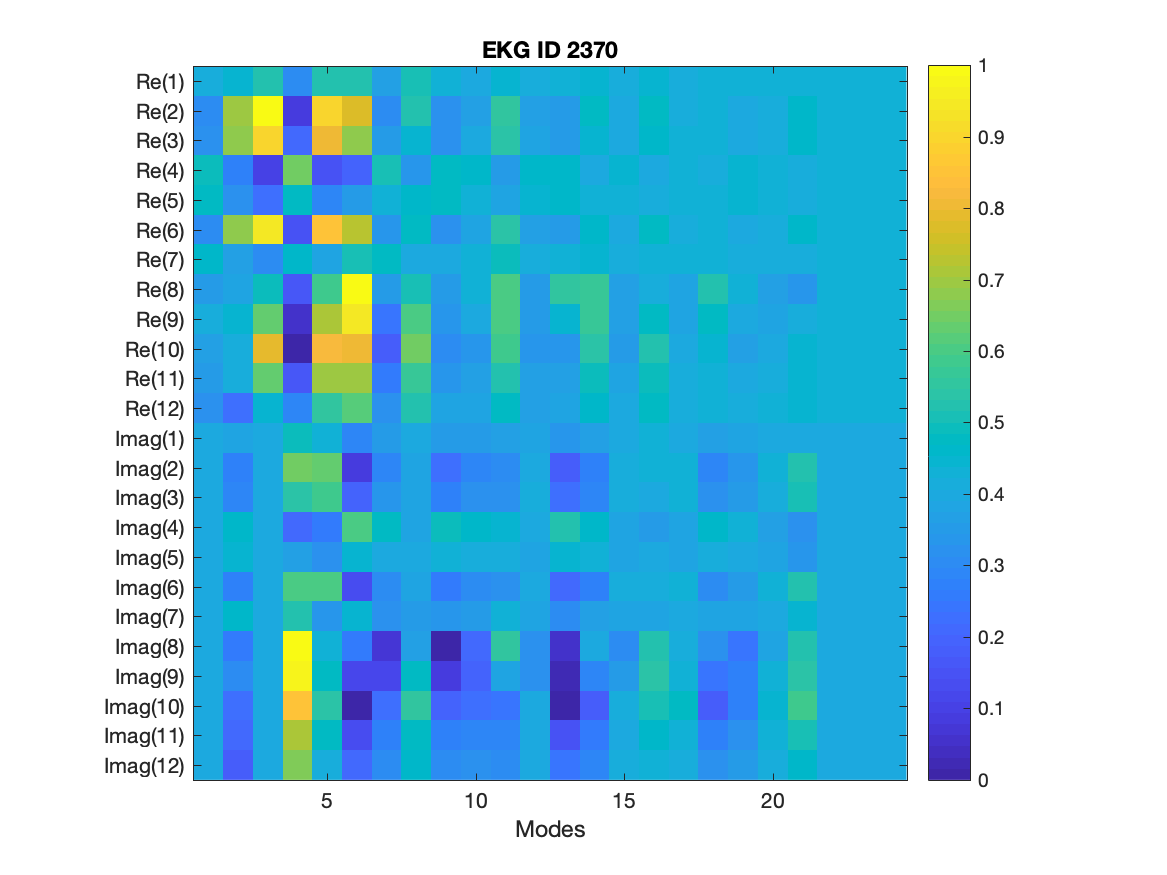 EKG ID 2370
Re(1)
Re(2)
Re(3)
Re(4)
Re(5)
Re(6)
Re(7)
Re(8)
Re(9)
Re(10)
Re(11)
Re(12)
Imag(1)
Imag(2)
Imag(3)
Imag(4)
Imag(5)
Imag(6)
Imag(7)
Imag(8)
Imag(9)
Imag(10)
Imag(11)
Imag(12)
5 10 15 20
Modes
1
0.9
0.8
0.7
0.6
0.5
0.4
0.3
0.2
0.1
0